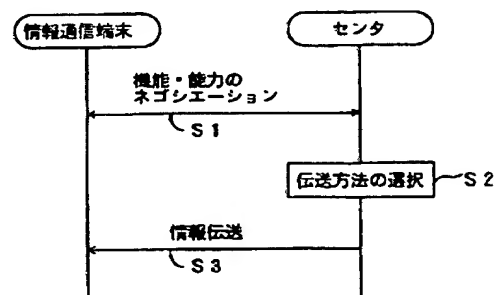 情報通信端末
センタ
機能・能力の
ネゴシエーション
S1
伝送方法の選択
S2
情報伝送
S3